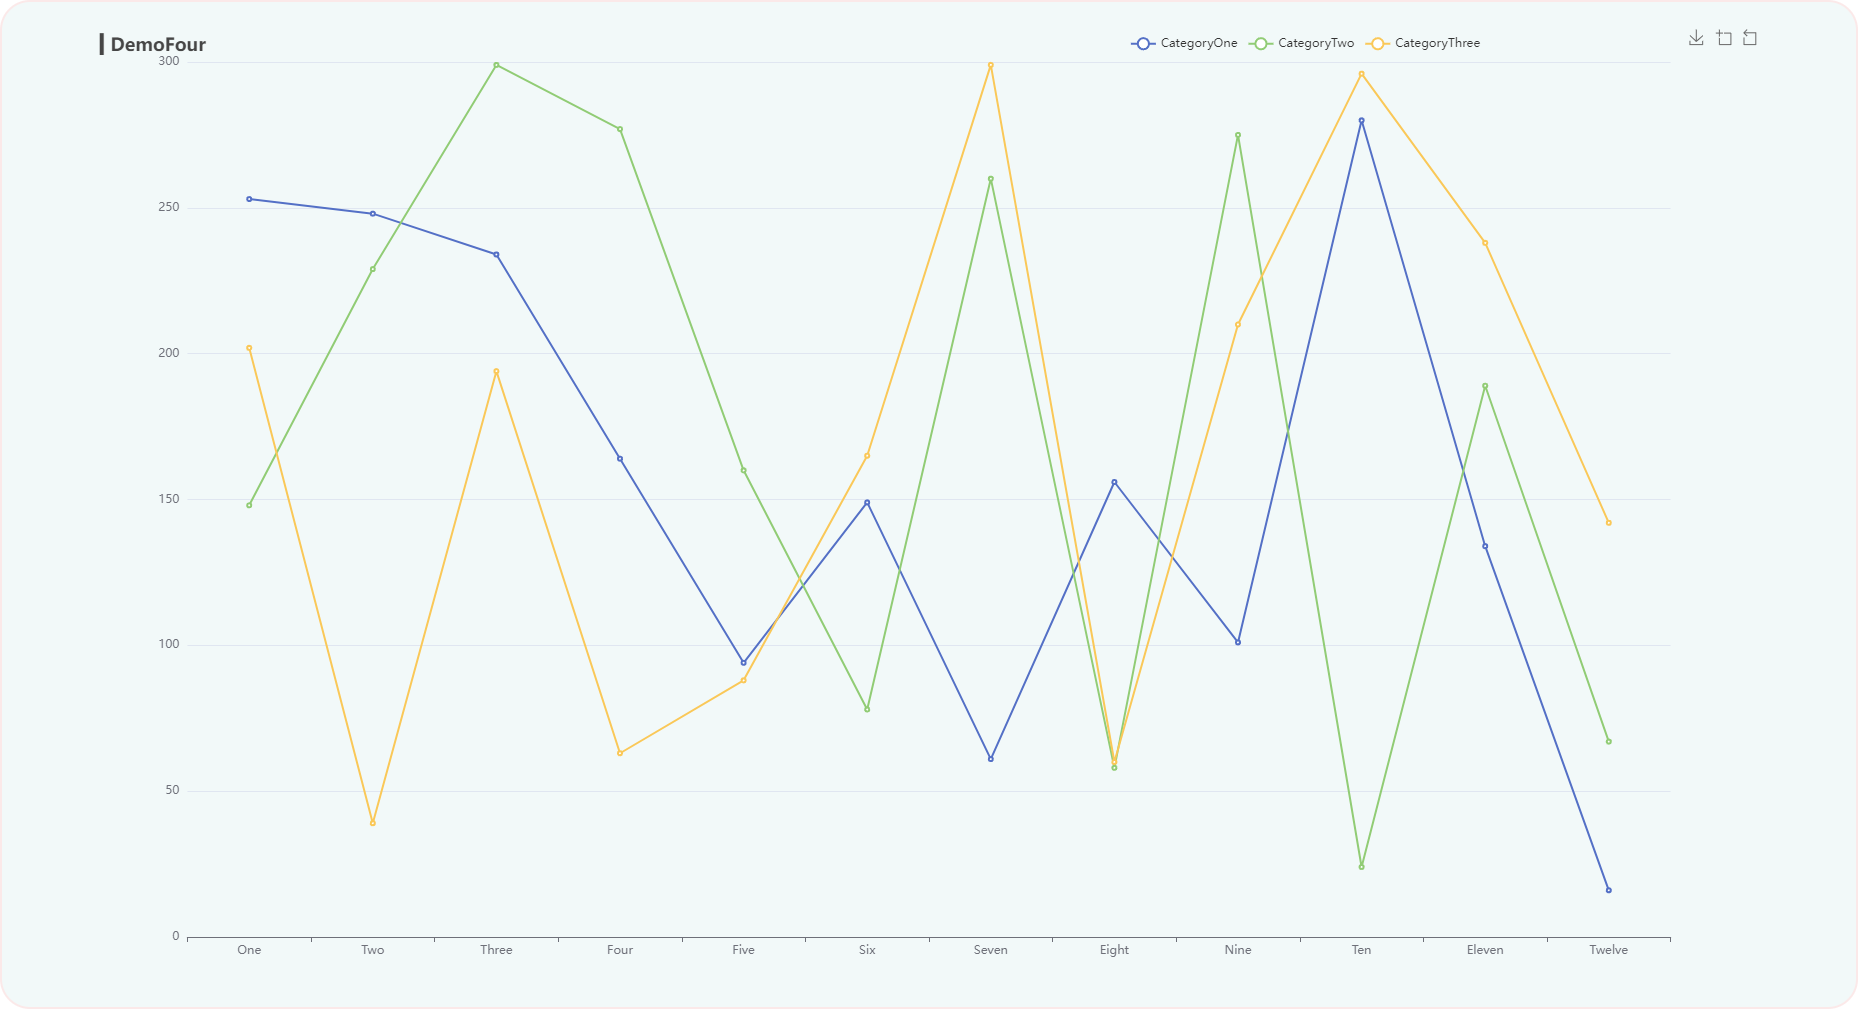 DemoFour
CategoryOne CategoryTwo CategoryThree
300
250
200
150
100
50
0
One Two Three Four Five Six Seven Eight Nine Ten Eleven Twelve